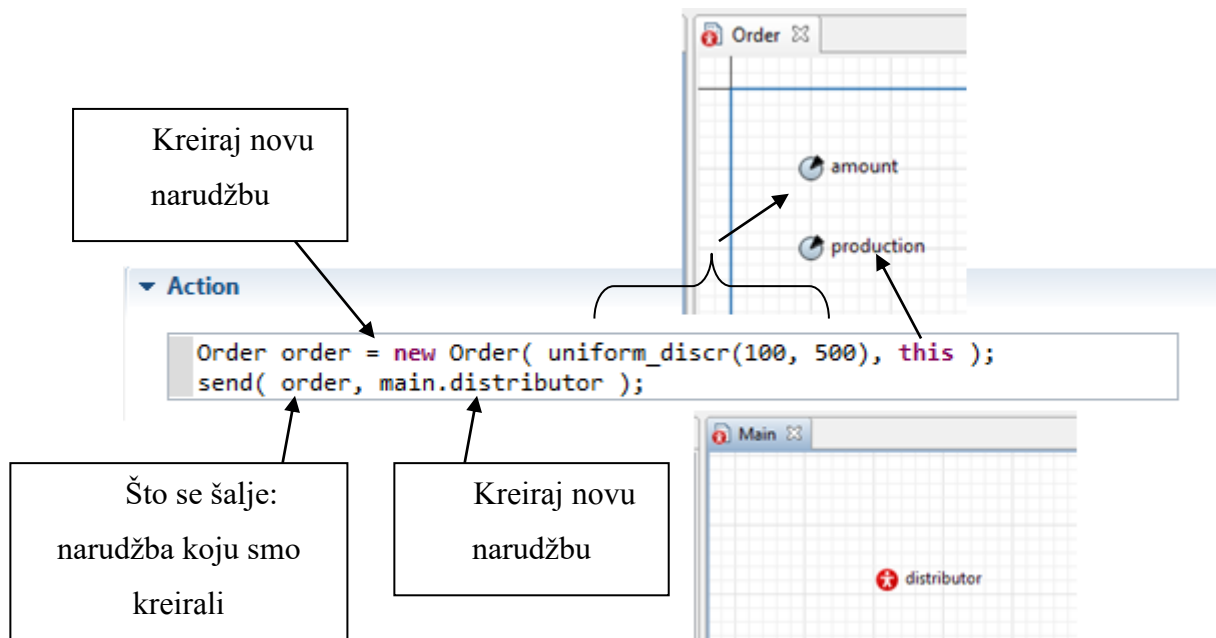 Order
amount
production
Kreiraj novu
narudžbu
Action
Order order = new Order( uniform_discr(100, 500), this );
send( order, main.distributor );
Što se šalje:
narudžba koju smo
kreirali
Kreiraj novu
narudžbu
Main
distributor